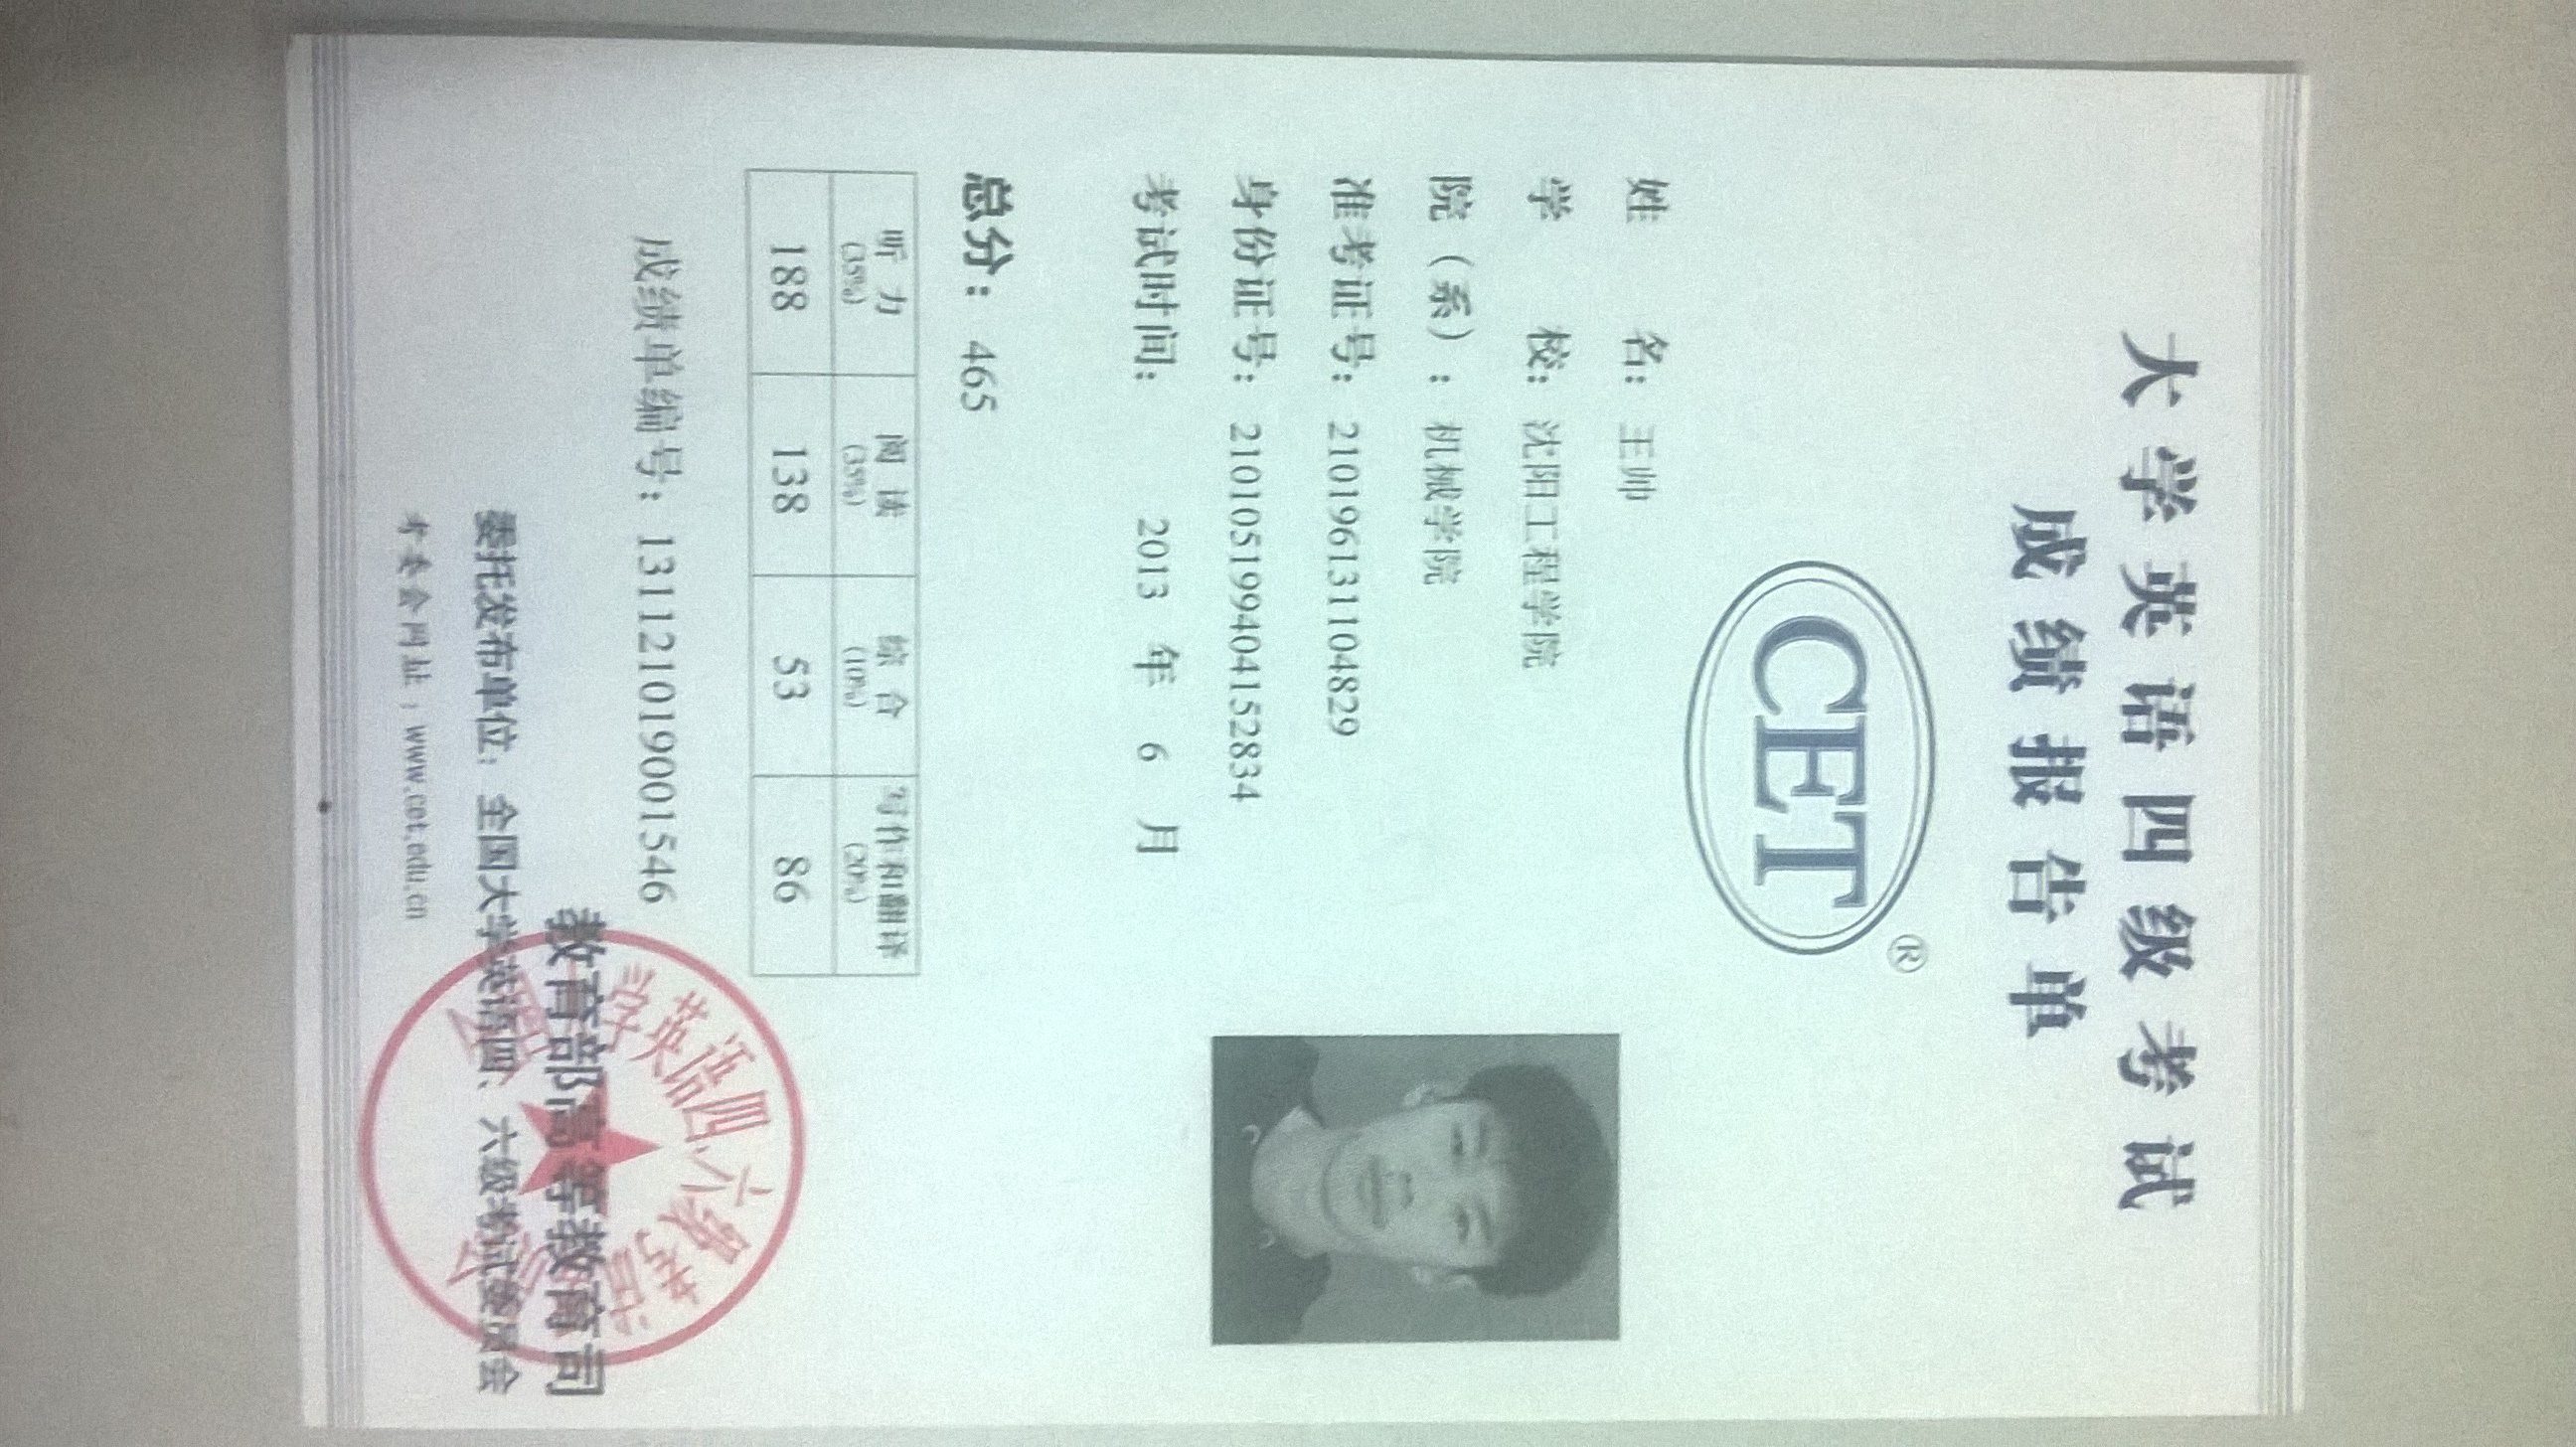 大学英语四级考试
成绩报告单
CET®
姓 名：王帅
学 校：沈阳工程学院
院（系）：机械学院
准考证号：210196131104829
身份证号：210105199404152834
考试时间： 2013 年 6 月
总分：465
听 力 阅 读 综 合 写作和翻译
(35%) (35%) (10%) (20%)
188 138 53 86
成绩单编号：131121019001546
教育部高等教育司
委托发布单位：全国大学英语四、六级考试委员会
考委会网址：www.cet.edu.cn
学英语四、六级考试